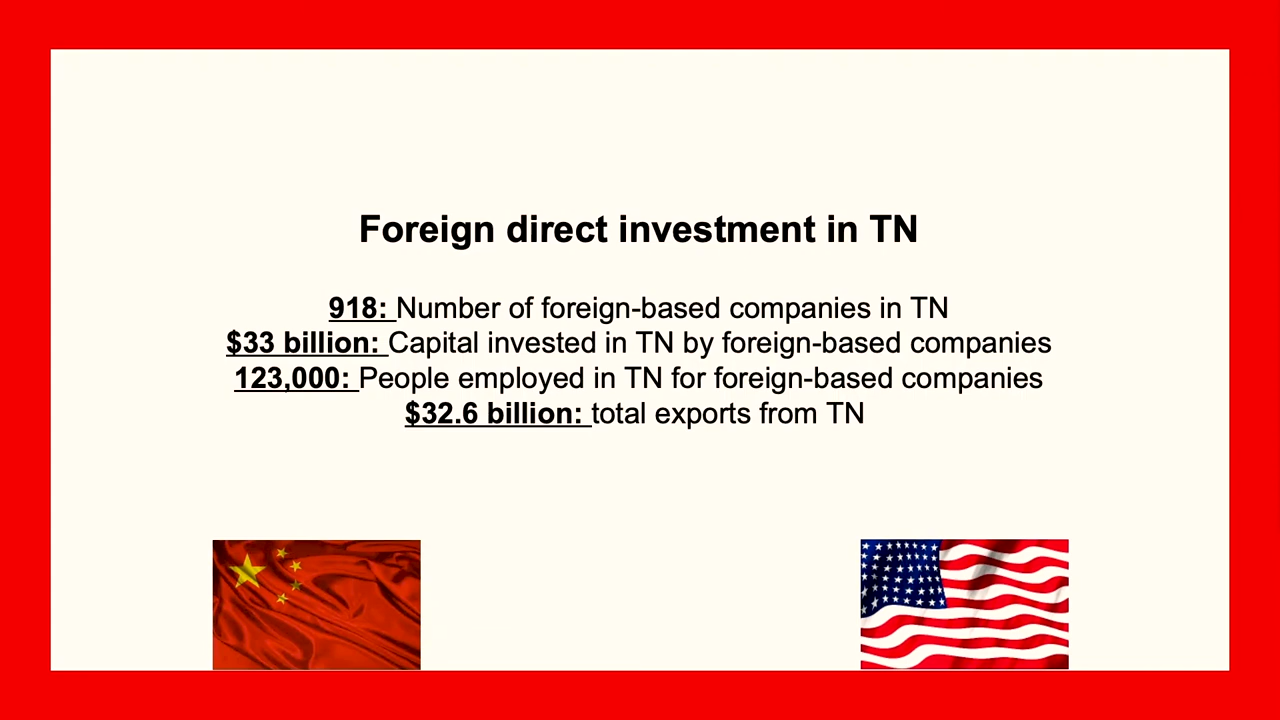 Foreign direct investment in TN
918: Number of foreign-based companies in TN
$33 billion: Capital invested in TN by foreign-based companies
123,000: People employed in TN for foreign-based companies
$32.6 billion: total exports from TN